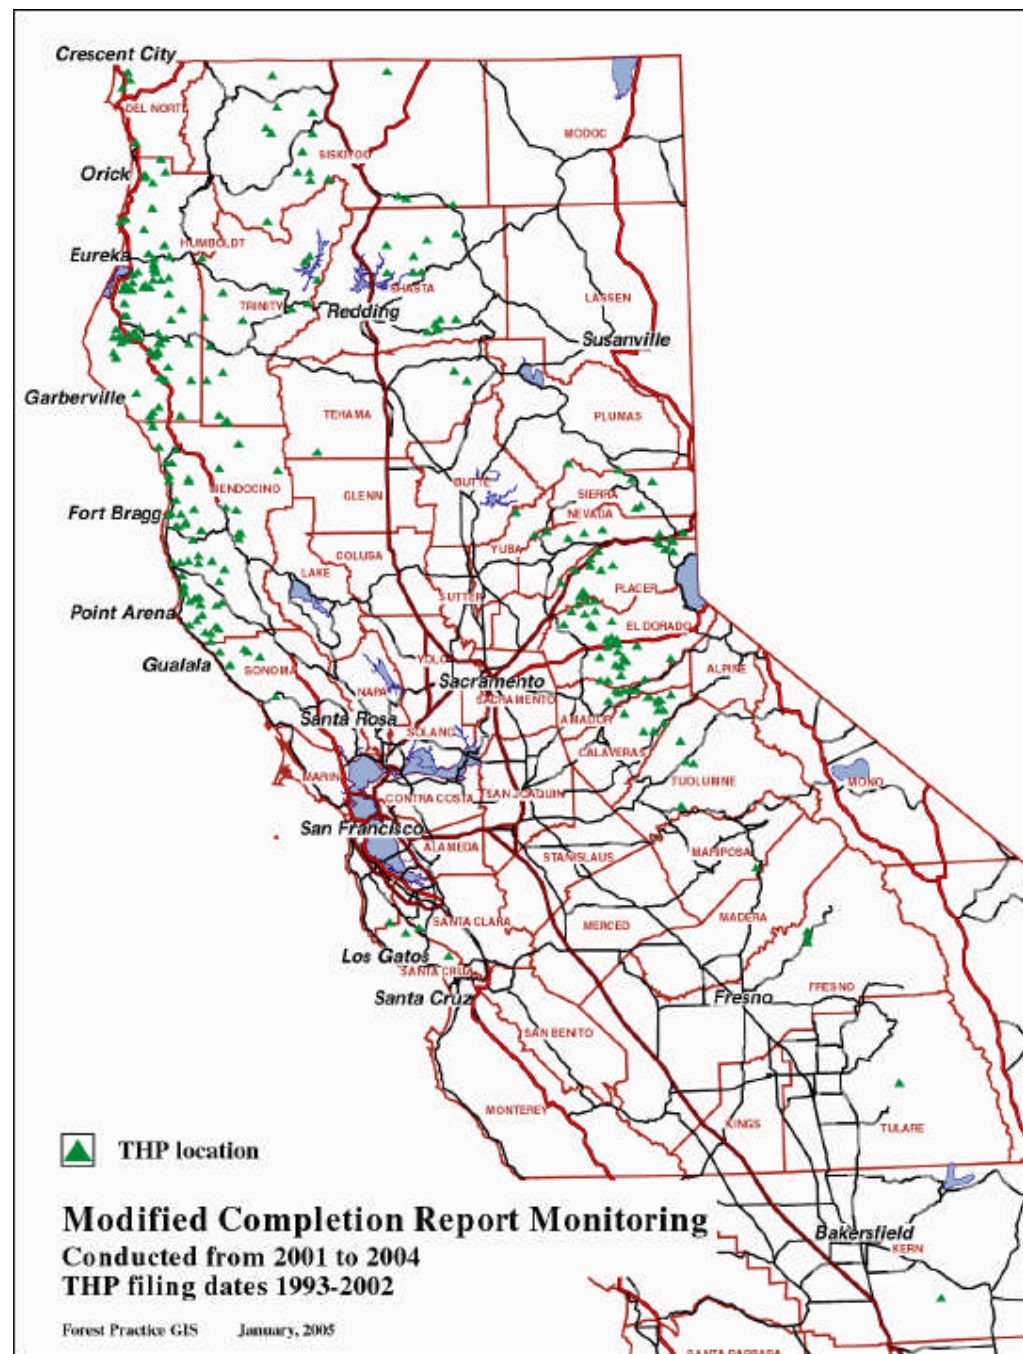 Crescent City
DEL NORTE
MODOC
SISKIYOU
Orick
HUMBOLDT
Eureka
SHASTA
LASSEN
TRINITY
Redding
Susanville
Garberville
TEHAMA
PLUMAS
BUTTE
MENDOCINO
GLENN
SIERRA
Fort Bragg
NEVADA
YUBA
COLUSA
LAKE
PLACER
SUTTER
Point Arena
EL DORADO
Gualala
SONOMA
YOLO
ALPINE
Sacramento
NAPA
SACRAMENTO
Santa Rosa
AMADOR
SOLANO
CALAVERAS
MARIN
TUOLUMNE
MONO
CONTRA COSTA
SAN JOAQUIN
San Francisco
ALAMEDA
STANISLAUS
MARIPOSA
SANTA CLARA
MERCED
MADERA
Los Gatos
SANTA CRUZ
Santa Cruz
Fresno
FRESNO
SAN BENITO
MONTEREY
KINGS
TULARE
THP location
Modified Completion Report Monitoring
Conducted from 2001 to 2004
THP filing dates 1993-2002
Bakersfield
KERN
Forest Practice GIS January, 2005
SANTA BARBARA